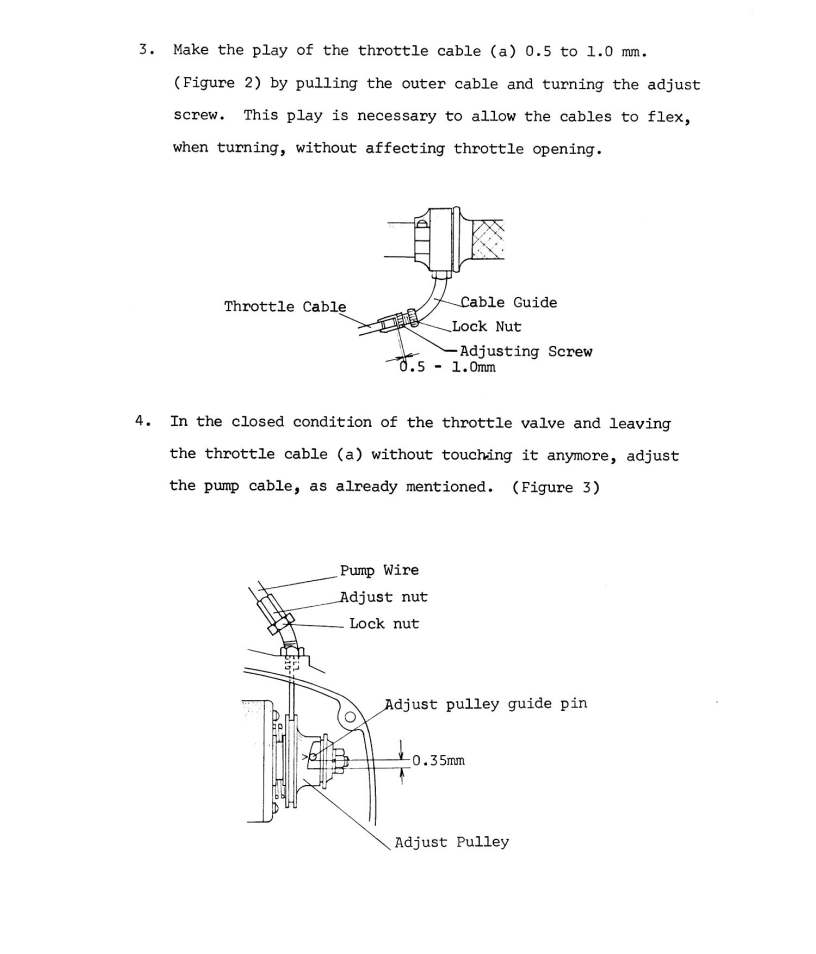 3. Make the play of the throttle cable (a) 0.5 to 1.0 mm.
(Figure 2) by pulling the outer cable and turning the adjust
screw. This play is necessary to allow the cables to flex,
when turning, without affecting throttle opening.
Throttle Cable
Cable Guide
Lock Nut
Adjusting Screw
0.5 - 1.0mm
4. In the closed condition of the throttle valve and leaving
the throttle cable (a) without touching it anymore, adjust
the pump cable, as already mentioned. (Figure 3)
Pump Wire
Adjust nut
Lock nut
Adjust pulley guide pin
0.35mm
Adjust Pulley